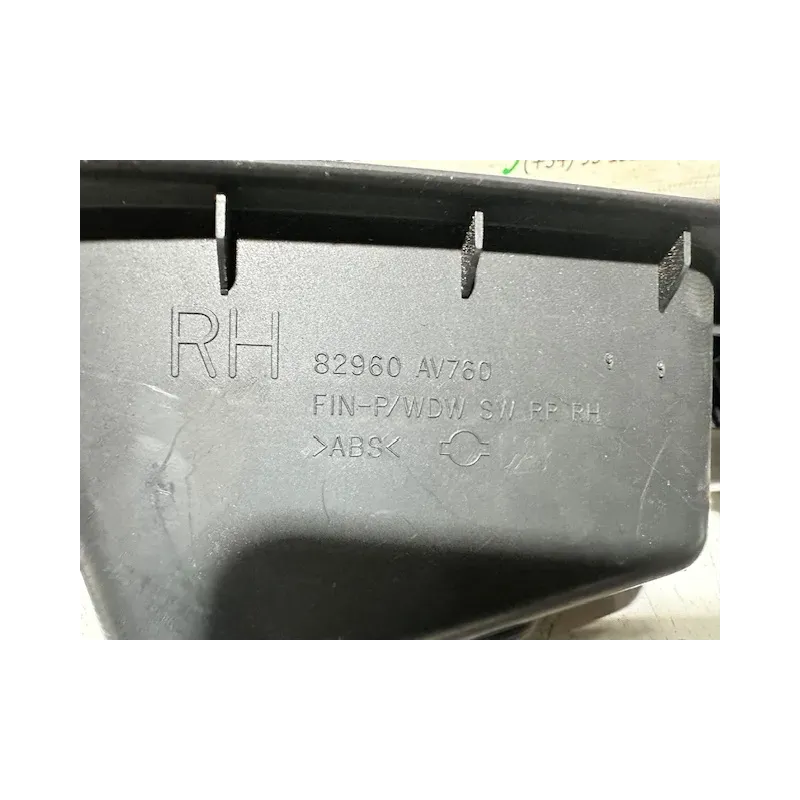 RH
82960 AV760
FIN-P/WDW SW RR RH
>ABS<